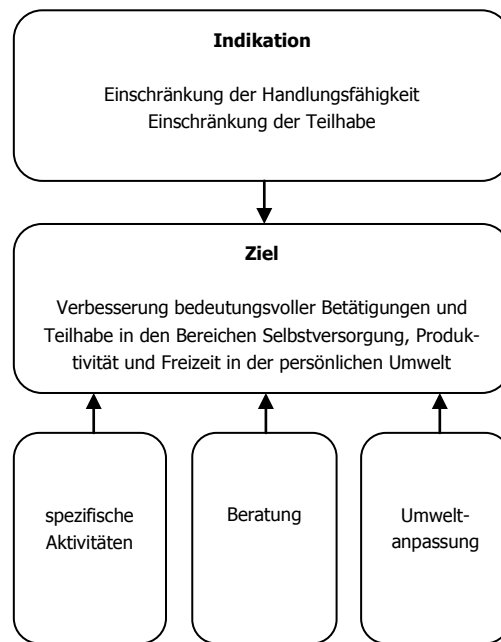 Indikation
Einschränkung der Handlungsfähigkeit
Einschränkung der Teilhabe
Ziel
Verbesserung bedeutungsvoller Betätigungen und
Teilhabe in den Bereichen Selbstversorgung, Produk-
tivität und Freizeit in der persönlichen Umwelt
spezifische
Aktivitäten
Beratung
Umwelt-
anpassung